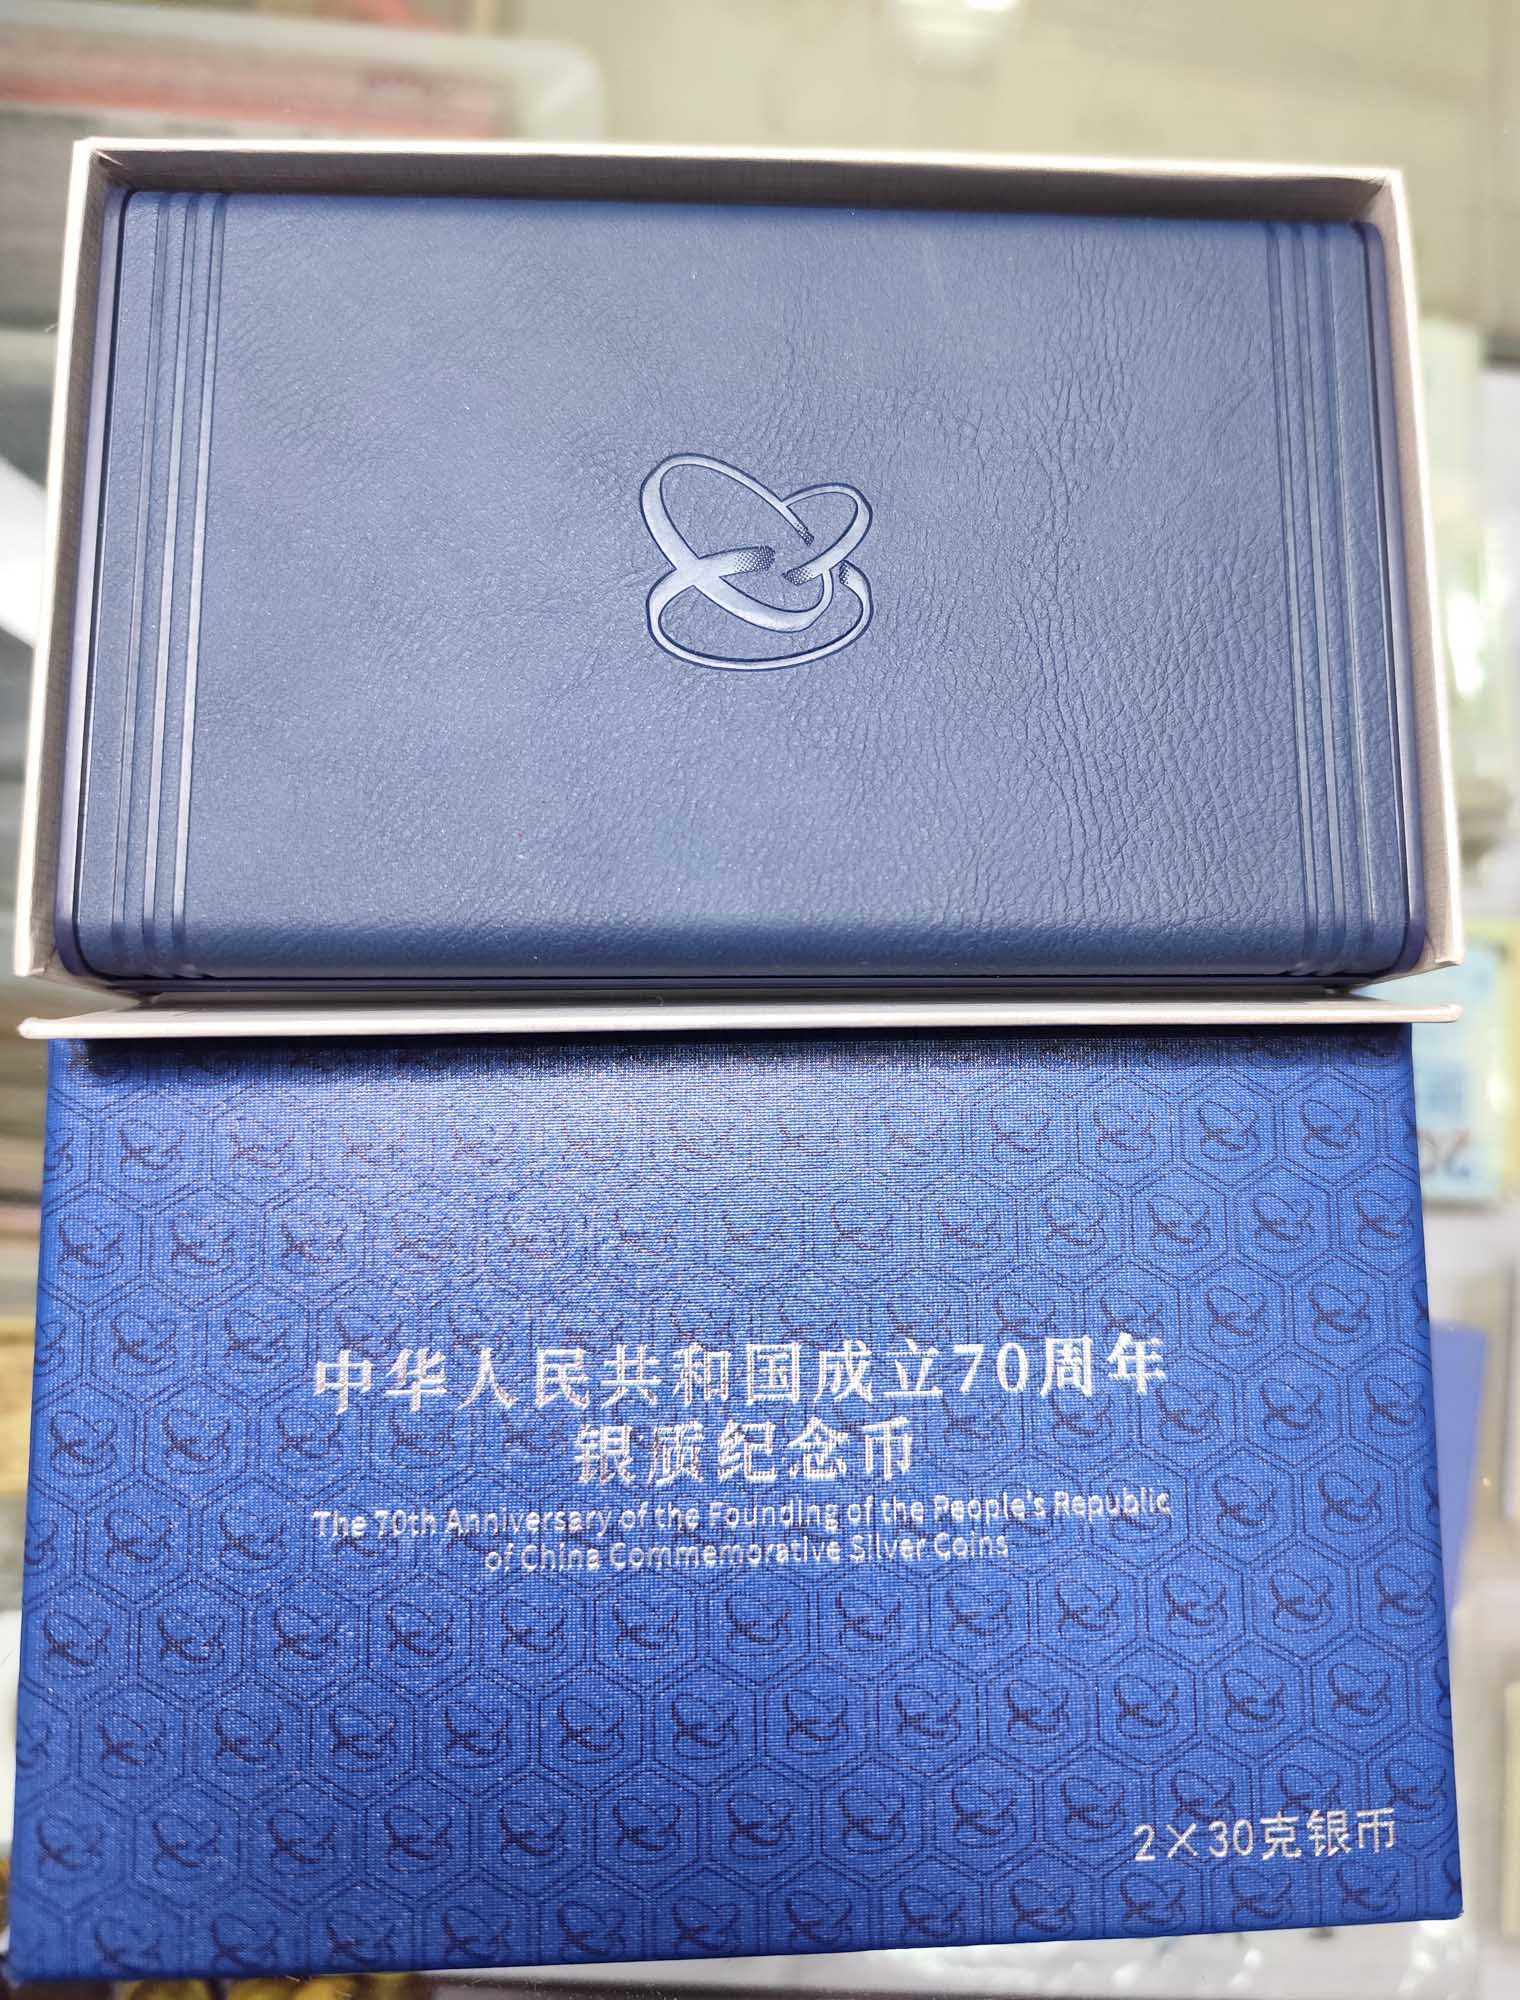 中华人民共和国成立70周年
银质纪念币
The 70th Anniversary of the Founding of the People's Republic
of China Commemorative Silver Coins
2×30克银币